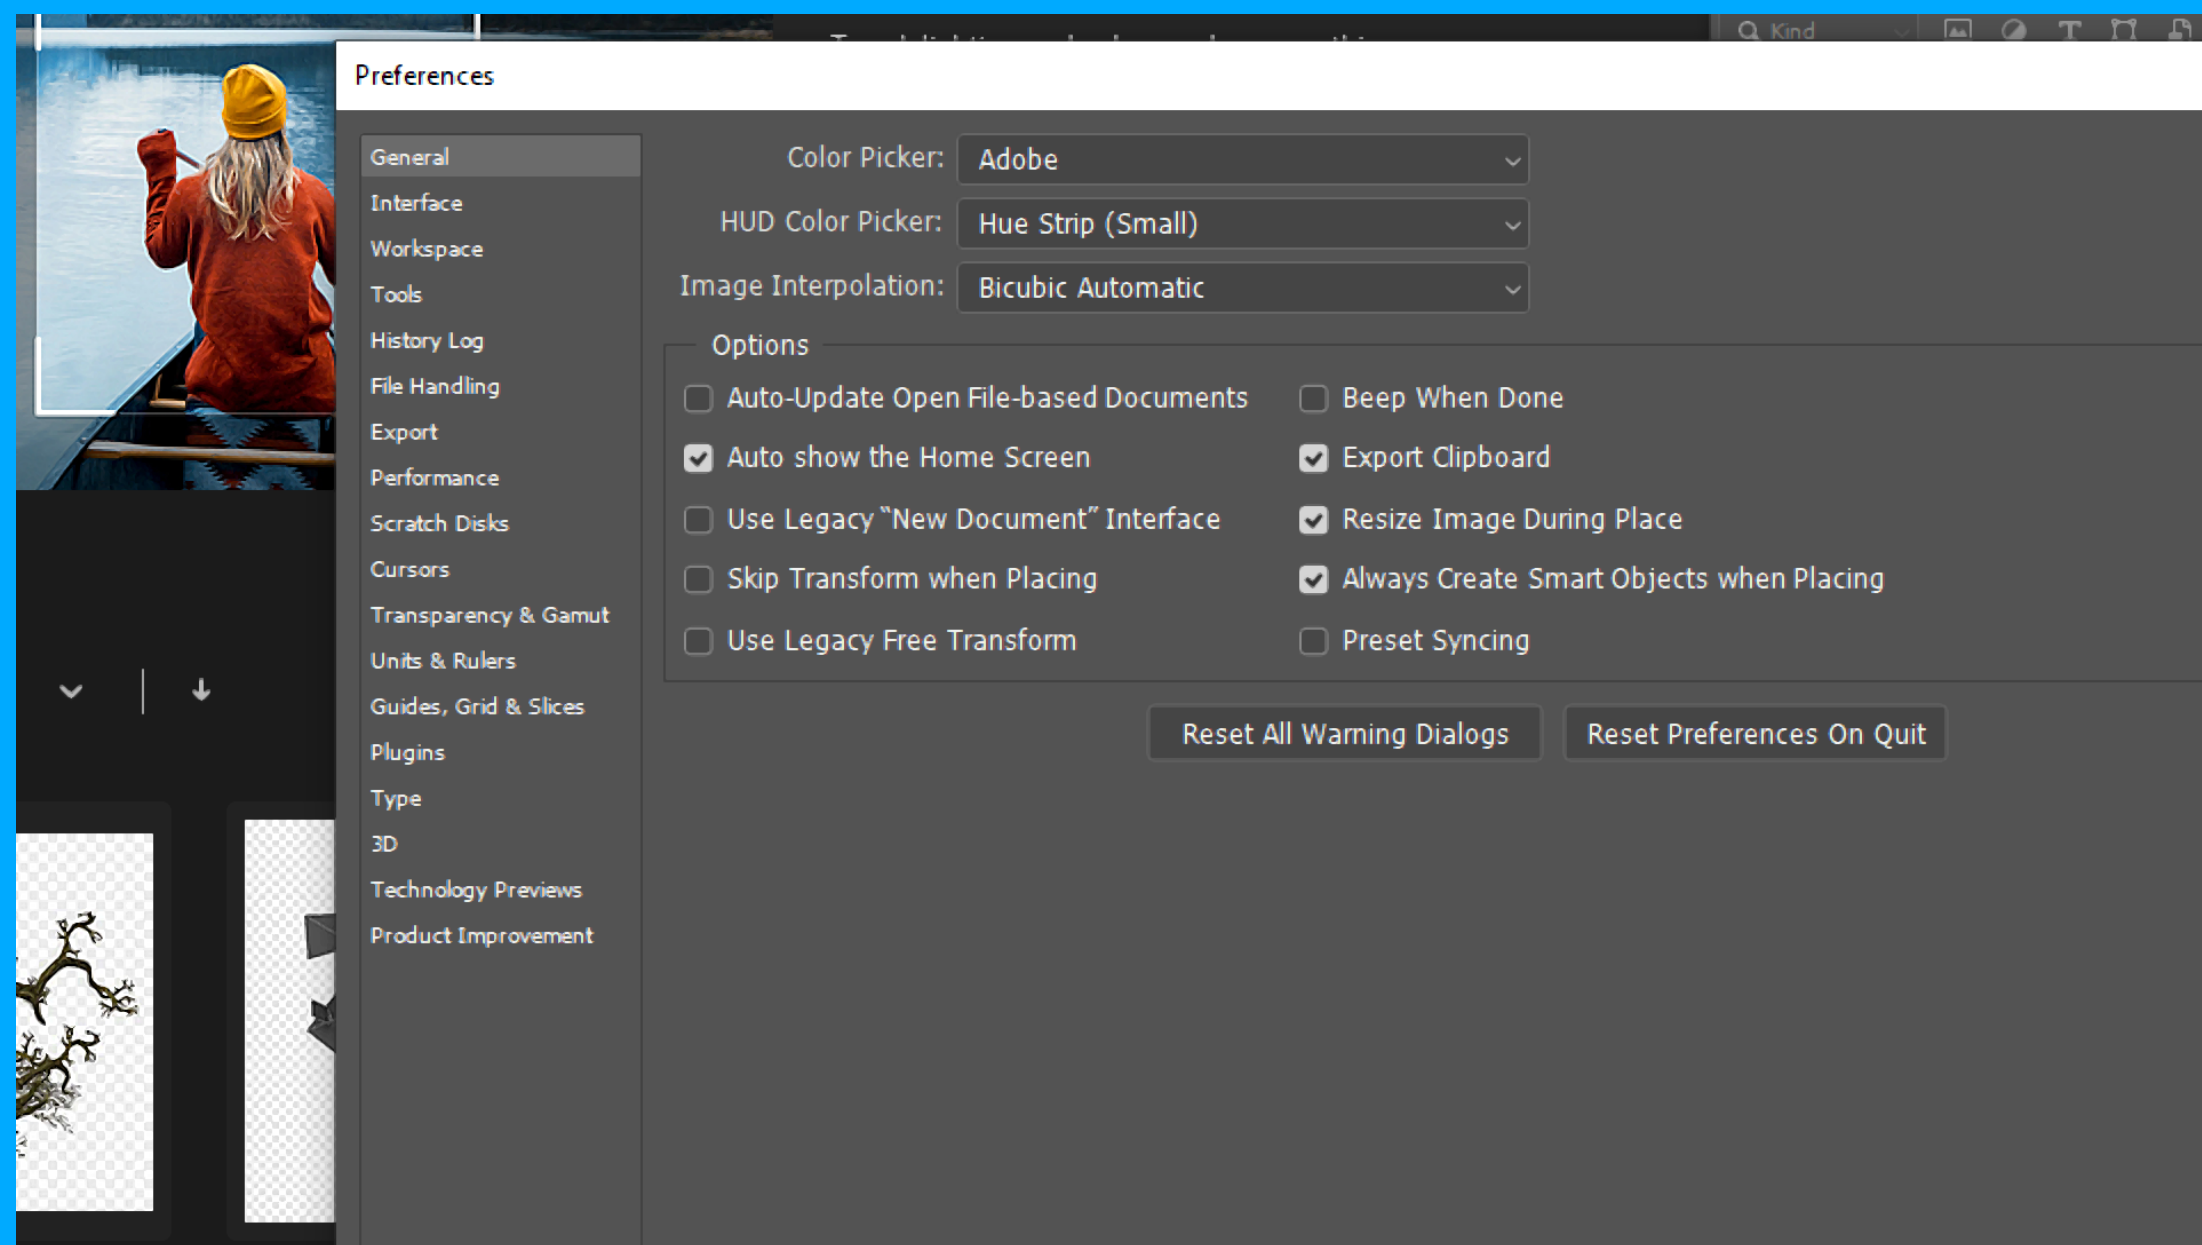 Kind
Preferences
General
Interface
Workspace
Tools
History Log
File Handling
Export
Performance
Scratch Disks
Cursors
Transparency & Gamut
Units & Rulers
Guides, Grid & Slices
Plugins
Type
3D
Technology Previews
Product Improvement
Color Picker: Adobe
HUD Color Picker: Hue Strip (Small)
Image Interpolation: Bicubic Automatic
Options
Auto-Update Open File-based Documents
Beep When Done
Auto show the Home Screen
Export Clipboard
Use Legacy “New Document” Interface
Resize Image During Place
Skip Transform when Placing
Always Create Smart Objects when Placing
Use Legacy Free Transform
Preset Syncing
Reset All Warning Dialogs
Reset Preferences On Quit